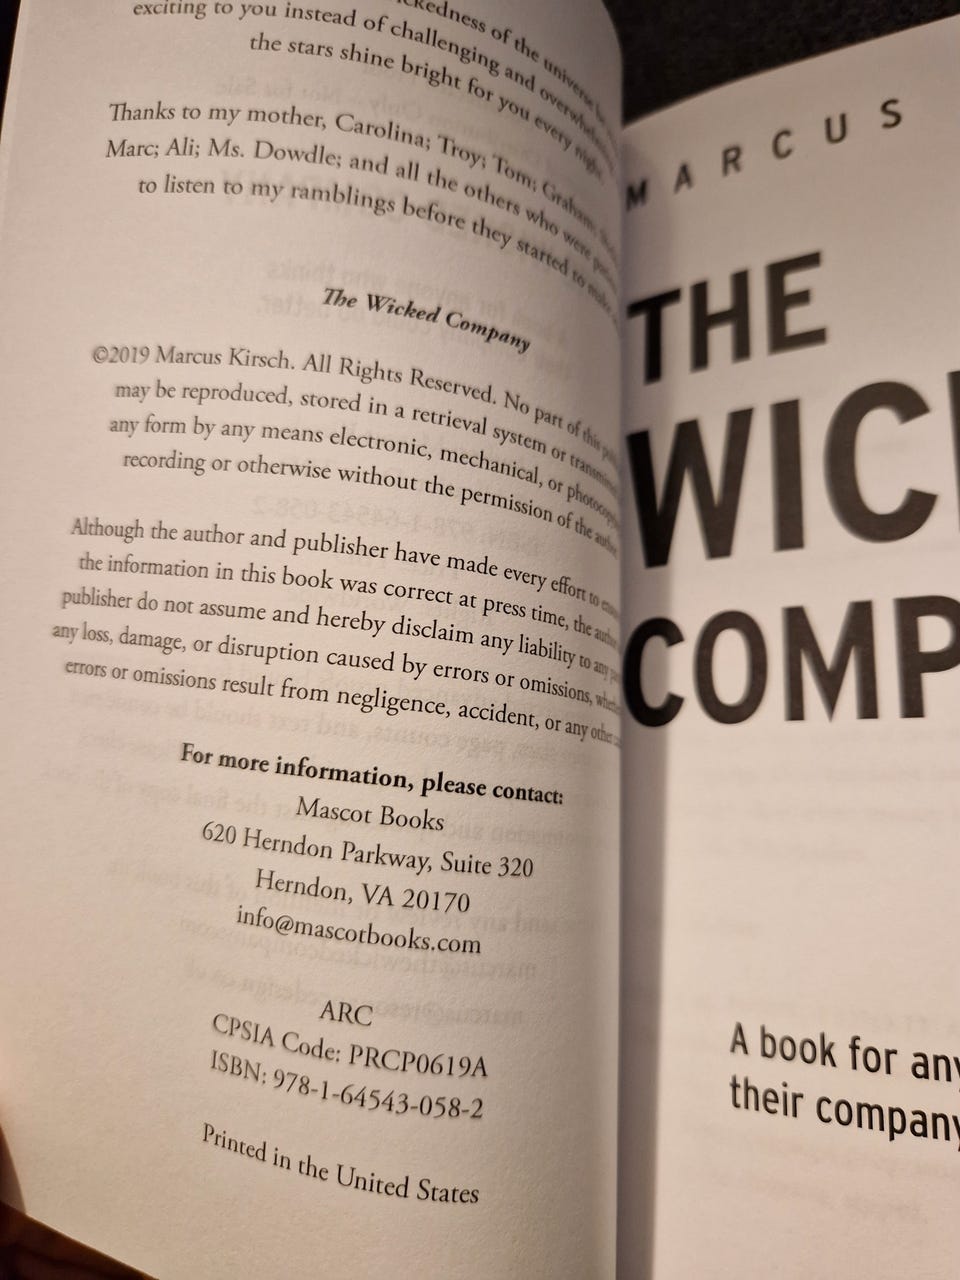 of the universe
exciting to you instead of challenging and overwhelming
the stars shine bright for you every night.
Thanks to my mother, Carolina; Troy; Tom; Graham;
Marc; Ali; Ms. Dowdle; and all the others who were
to listen to my ramblings before they started to
The Wicked Company
©2019 Marcus Kirsch. All Rights Reserved. No part of this
may be reproduced, stored in a retrieval system or
any form by any means electronic, mechanical, or
recording or otherwise without the permission of the
Although the author and publisher have made every effort to
the information in this book was correct at press time, the
publisher do not assume and hereby disclaim any liability to any
any loss, damage, or disruption caused by errors or omissions,
errors or omissions result from negligence, accident, or any other
For more information, please contact:
Mascot Books
620 Herndon Parkway, Suite 320
Herndon, VA 20170
info@mascotbooks.com
ARC
CPSIA Code: PRCP0619A
ISBN: 978-1-64543-058-2
Printed in the United States
MARCUS
THE
WIC
COMP
A book for any
their company